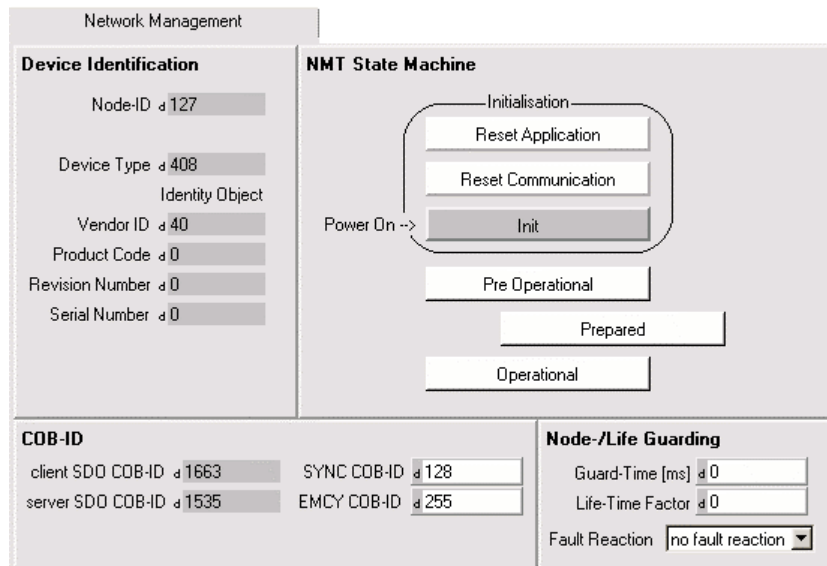 Network Management
Device Identification
Node-ID d 127
Device Type d 408
Identity Object
Vendor ID d 40
Product Code d 0
Revision Number d 0
Serial Number d 0
NMT State Machine
Initialisation
Reset Application
Reset Communication
Power On --> Init
Pre Operational
Prepared
Operational
COB-ID
client SDO COB-ID d 1663 SYNC COB-ID d 128
server SDO COB-ID d 1535 EMCY COB-ID d 255
Node-/Life Guarding
Guard-Time [ms] d 0
Life-Time Factor d 0
Fault Reaction no fault reaction